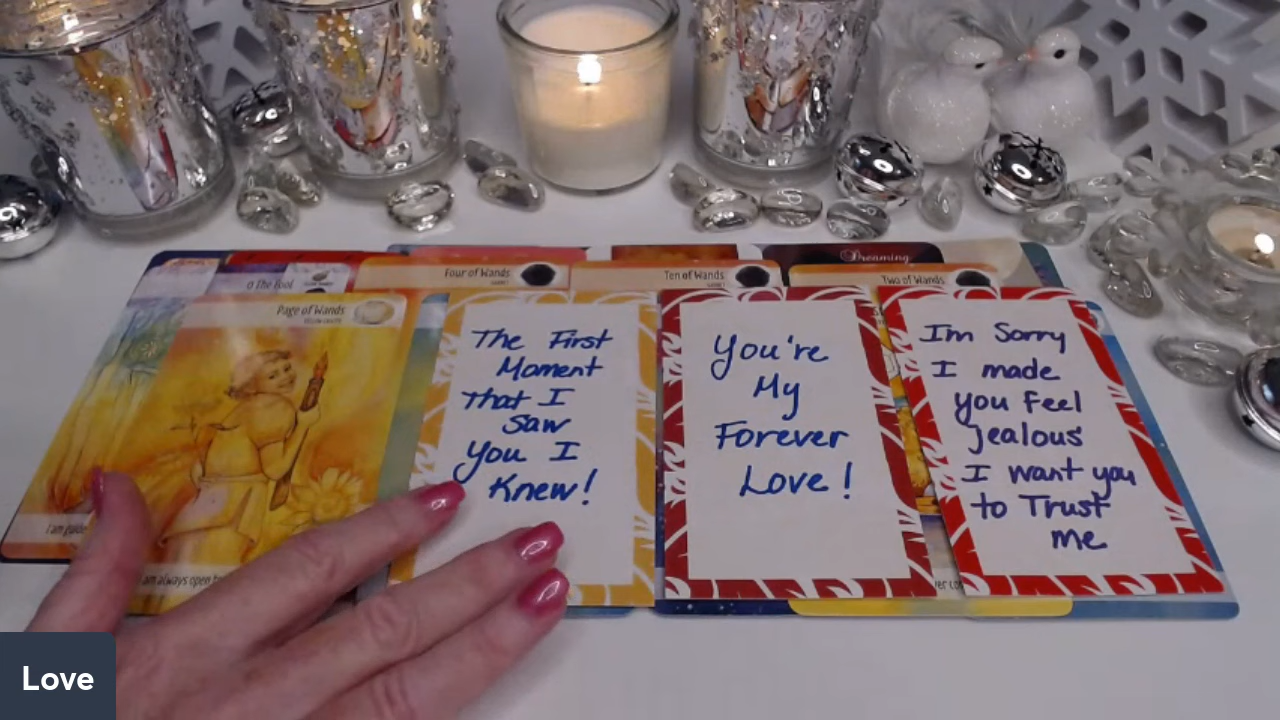 Dreaming
Four of Wands
Ten of Wands
Two of Wands
0 The Fool
Page of Wands
The First
Moment
That I
Saw
You I
Knew!
You're
My
Forever
Love!
I'm Sorry
I made
you feel
jealous
I want you
to Trust
me
I am
am always open
Love